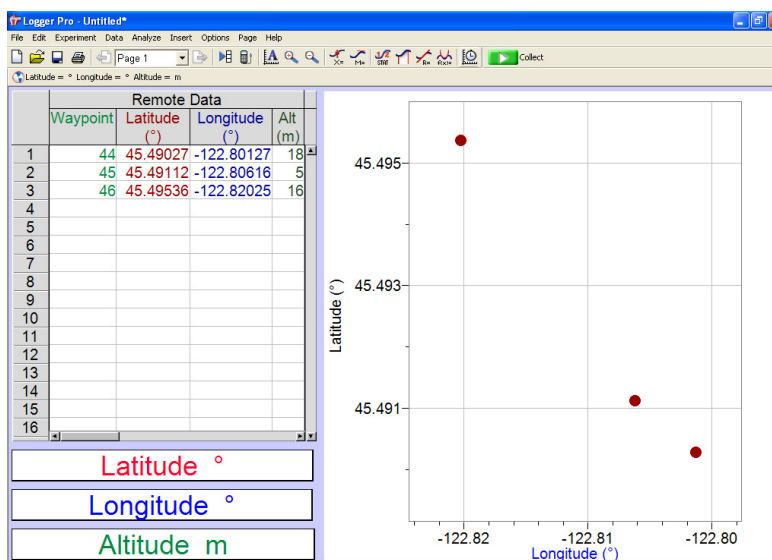 Logger Pro - Untitled*
File Edit Experiment Data Analyze Insert Options Page Help
Page 1 Collect
Latitude = ° Longitude = ° Altitude = m
Remote Data
Waypoint Latitude Longitude Alt
(°) (°) (m)
1 44 45.49027 -122.80127 18
2 45 45.49112 -122.80616 5
3 46 45.49536 -122.82025 16
4
5
6
7
8
9
10
11
12
13
14
15
16
Latitude °
Longitude °
Altitude m
45.495
45.493
45.491
Latitude (°)
-122.82 -122.81 -122.80
Longitude (°)